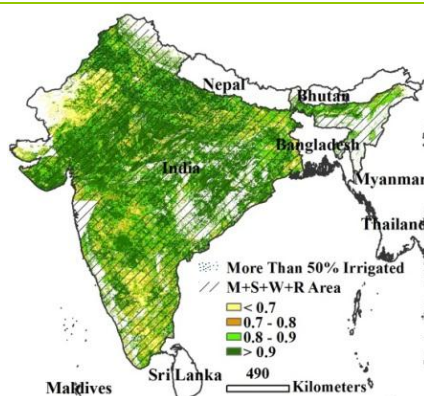 Nepal
Bhutan
Bangladesh
India
Myanmar
Thailand
More Than 50% Irrigated
M+S+W+R Area
< 0.7
0.7 - 0.8
0.8 - 0.9
> 0.9
Sri Lanka
490
Maldives
Kilometers